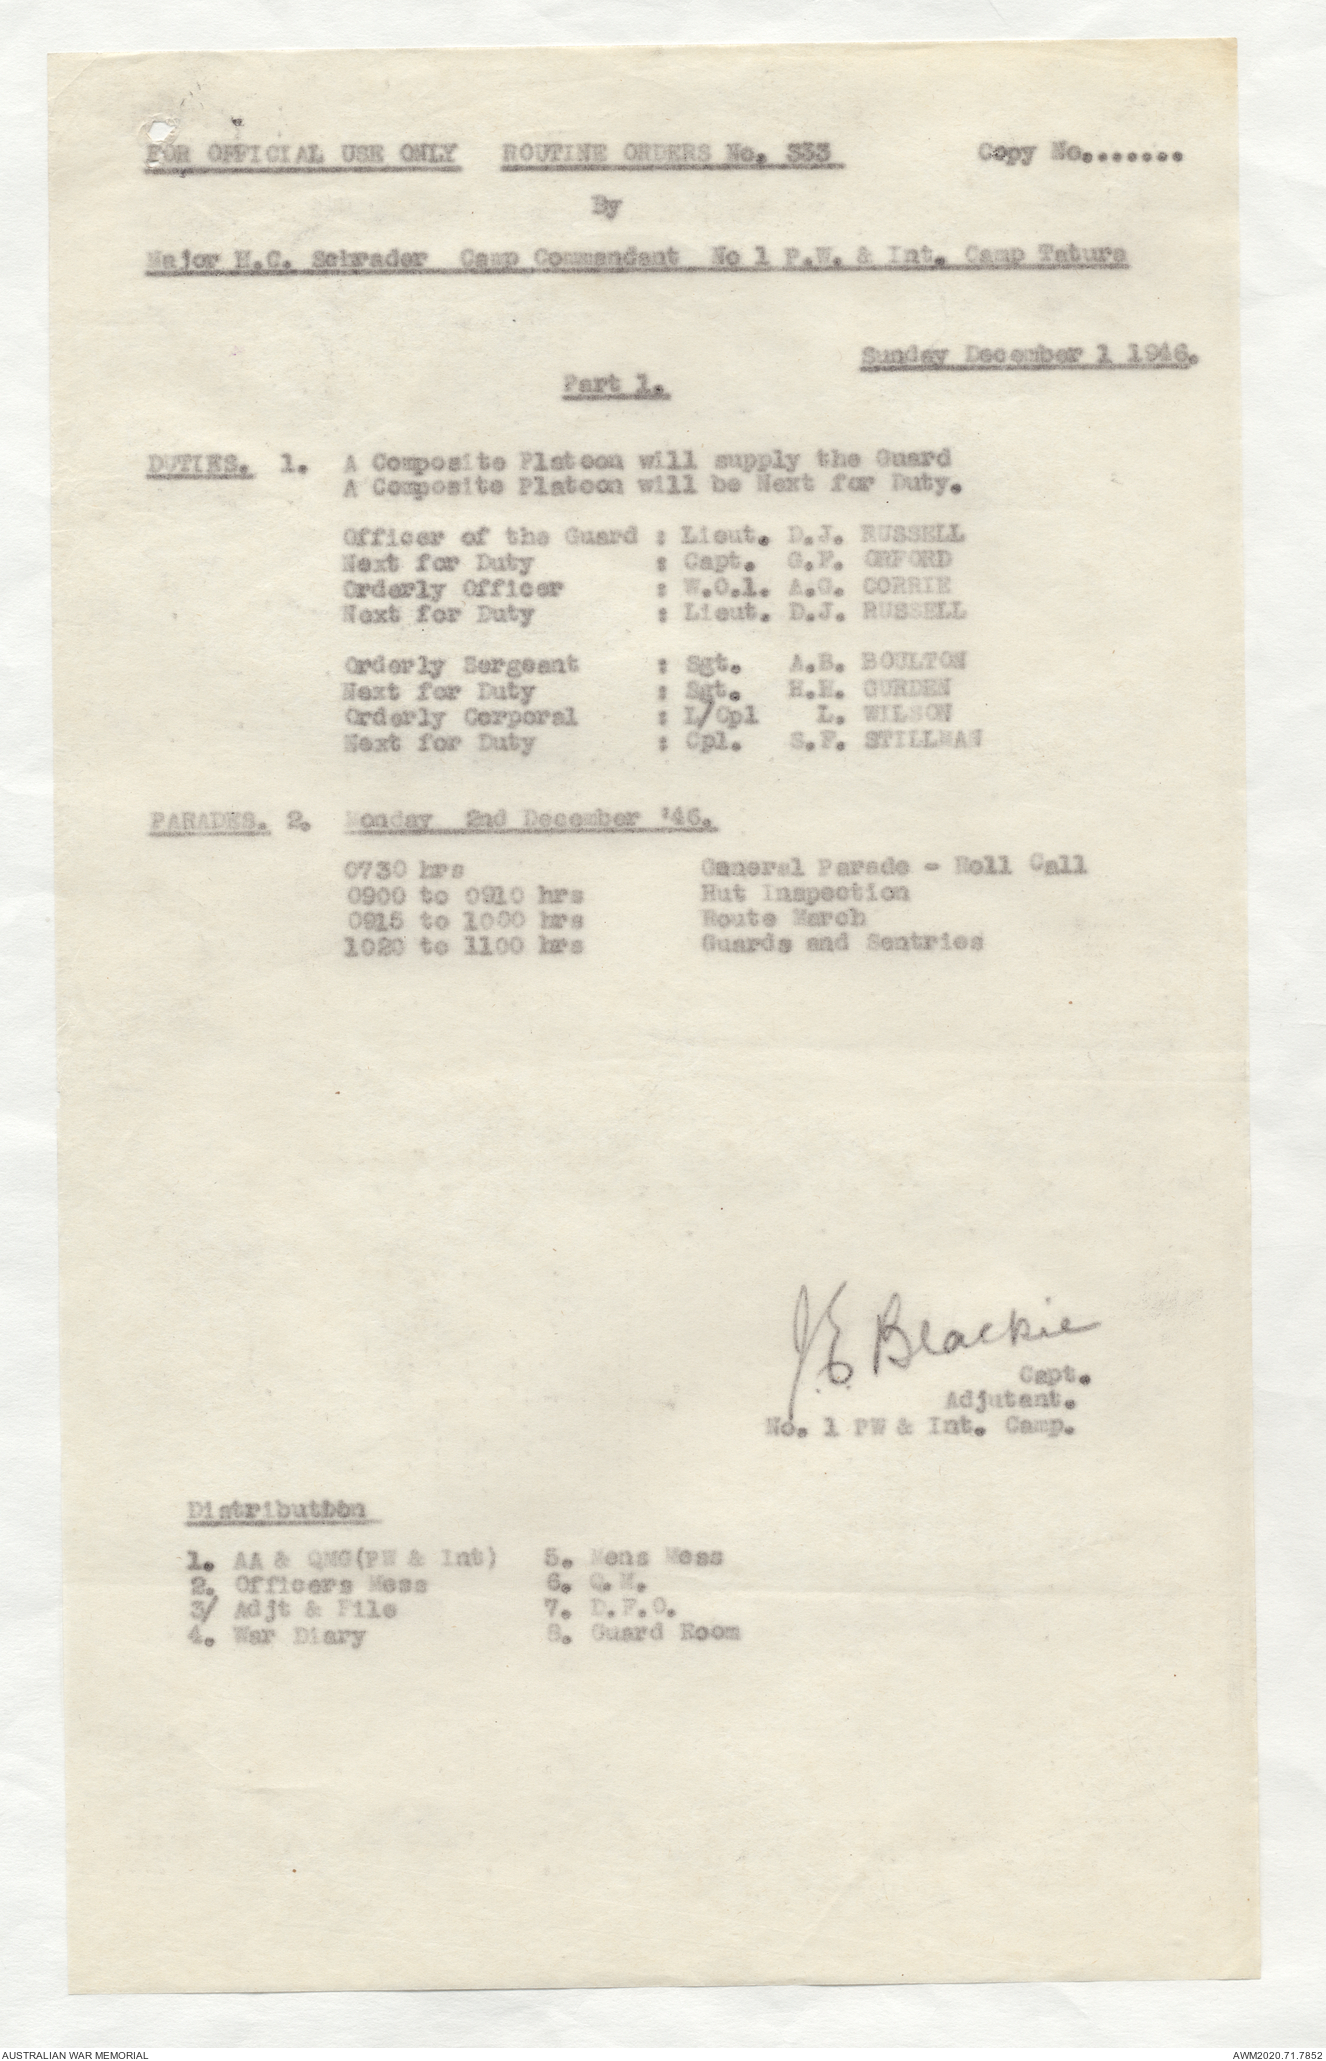 FOR OFFICIAL USE ONLY ROUTINE ORDERS No. 333 Copy No.......
By
Major H.C. Schrader Camp Commandant No 1 P.W. & Int. Camp Tatura
Sunday December 1 1946.
Part 1.
DUTIES. 1. A Composite Platoon will supply the Guard
A Composite Platoon will be Next for Duty.
Officer of the Guard : Lieut. D.J. RUSSELL
Next for Duty : Capt. G.F. ORFORD
Orderly Officer : W.O.1. A.G. CORRIE
Next for Duty : Lieut. D.J. RUSSELL
Orderly Sergeant : Sgt. A.B. BOULTON
Next for Duty : Sgt. H.H. GURDEN
Orderly Corporal : L/Cpl L. WILSON
Next for Duty : Cpl. S.F. STILLMAN
PARADES. 2. Monday 2nd December '46.
0730 hrs General Parade - Roll Call
0900 to 0910 hrs Hut Inspection
0915 to 1000 hrs Route March
1020 to 1100 hrs Guards and Sentries
J.E. Blackie
Capt.
Adjutant.
No. 1 PW & Int. Camp.
Distribution
1. AA & QMG(PW & Int) 5. Mens Mess
2. Officers Mess 6. Q.M.
3/ Adjt & File 7. D.F.O.
4. War Diary 8. Guard Room
AUSTRALIAN WAR MEMORIAL AWM2020.71.7852